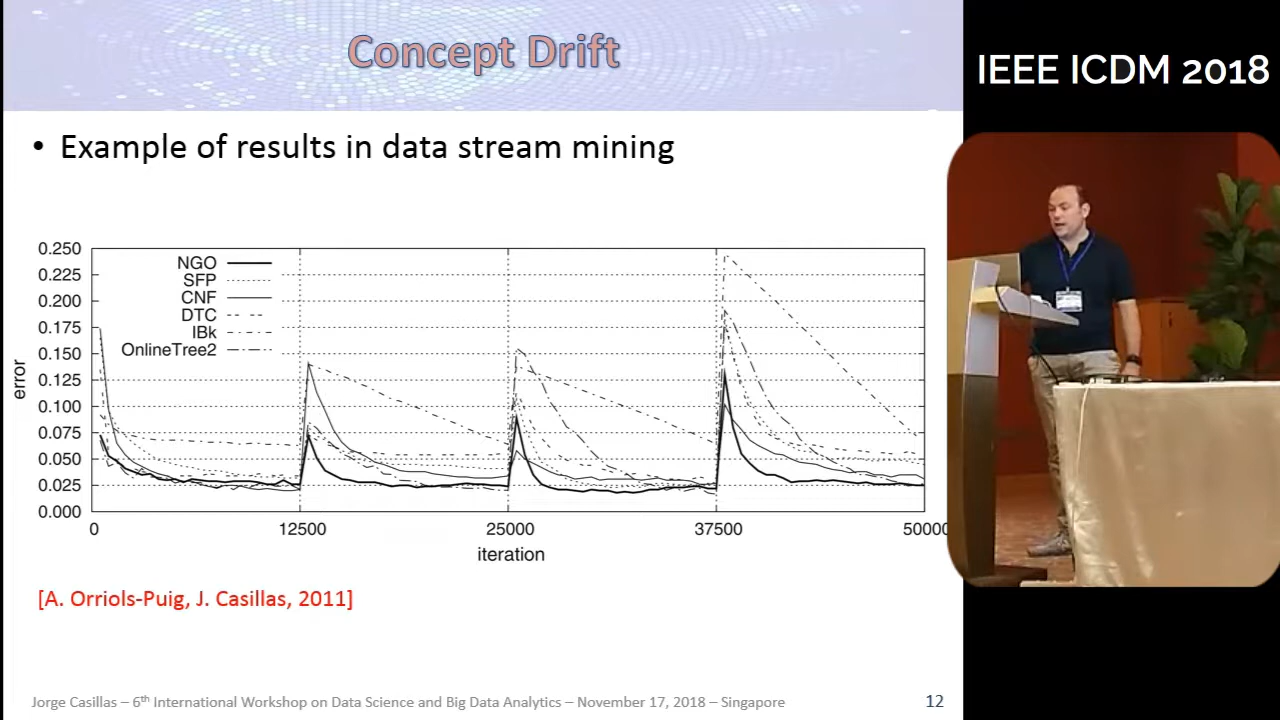 Concept Drift
IEEE ICDM 2018
• Example of results in data stream mining
0.250
0.225
0.200
0.175
0.150
0.125
0.100
0.075
0.050
0.025
0.000
error
NGO
SFP
CNF
DTC
IBk
OnlineTree2
0 12500 25000 37500 50000
iteration
[A. Orriols-Puig, J. Casillas, 2011]
Jorge Casillas – 6th International Workshop on Data Science and Big Data Analytics – November 17, 2018 – Singapore 12